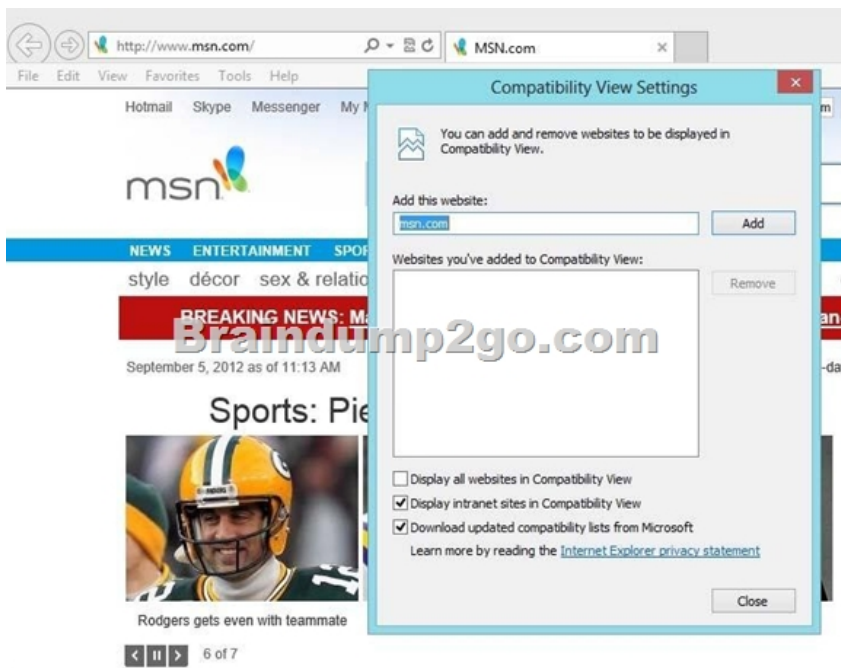 http://www.msn.com/
MSN.com
File Edit View Favorites Tools Help
Compatibility View Settings
Hotmail Skype Messenger My
m
You can add and remove websites to be displayed in
Compatibility View.
msn
Add this website:
msn.com
Add
NEWS ENTERTAINMENT SPO
Websites you've added to Compatibility View:
Remove
style décor sex & relatio
BREAKING NEWS: Ma
an
Braindump2go.com
September 5, 2012 as of 11:13 AM
-da
Sports: Pie
Display all websites in Compatibility View
Display intranet sites in Compatibility View
Download updated compatibility lists from Microsoft
Learn more by reading the Internet Explorer privacy statement
Close
Rodgers gets even with teammate
6 of 7